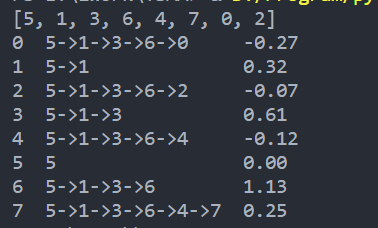 [5, 1, 3, 6, 4, 7, 0, 2]
0 5->1->3->6->0 -0.27
1 5->1 0.32
2 5->1->3->6->2 -0.07
3 5->1->3 0.61
4 5->1->3->6->4 -0.12
5 5 0.00
6 5->1->3->6 1.13
7 5->1->3->6->4->7 0.25